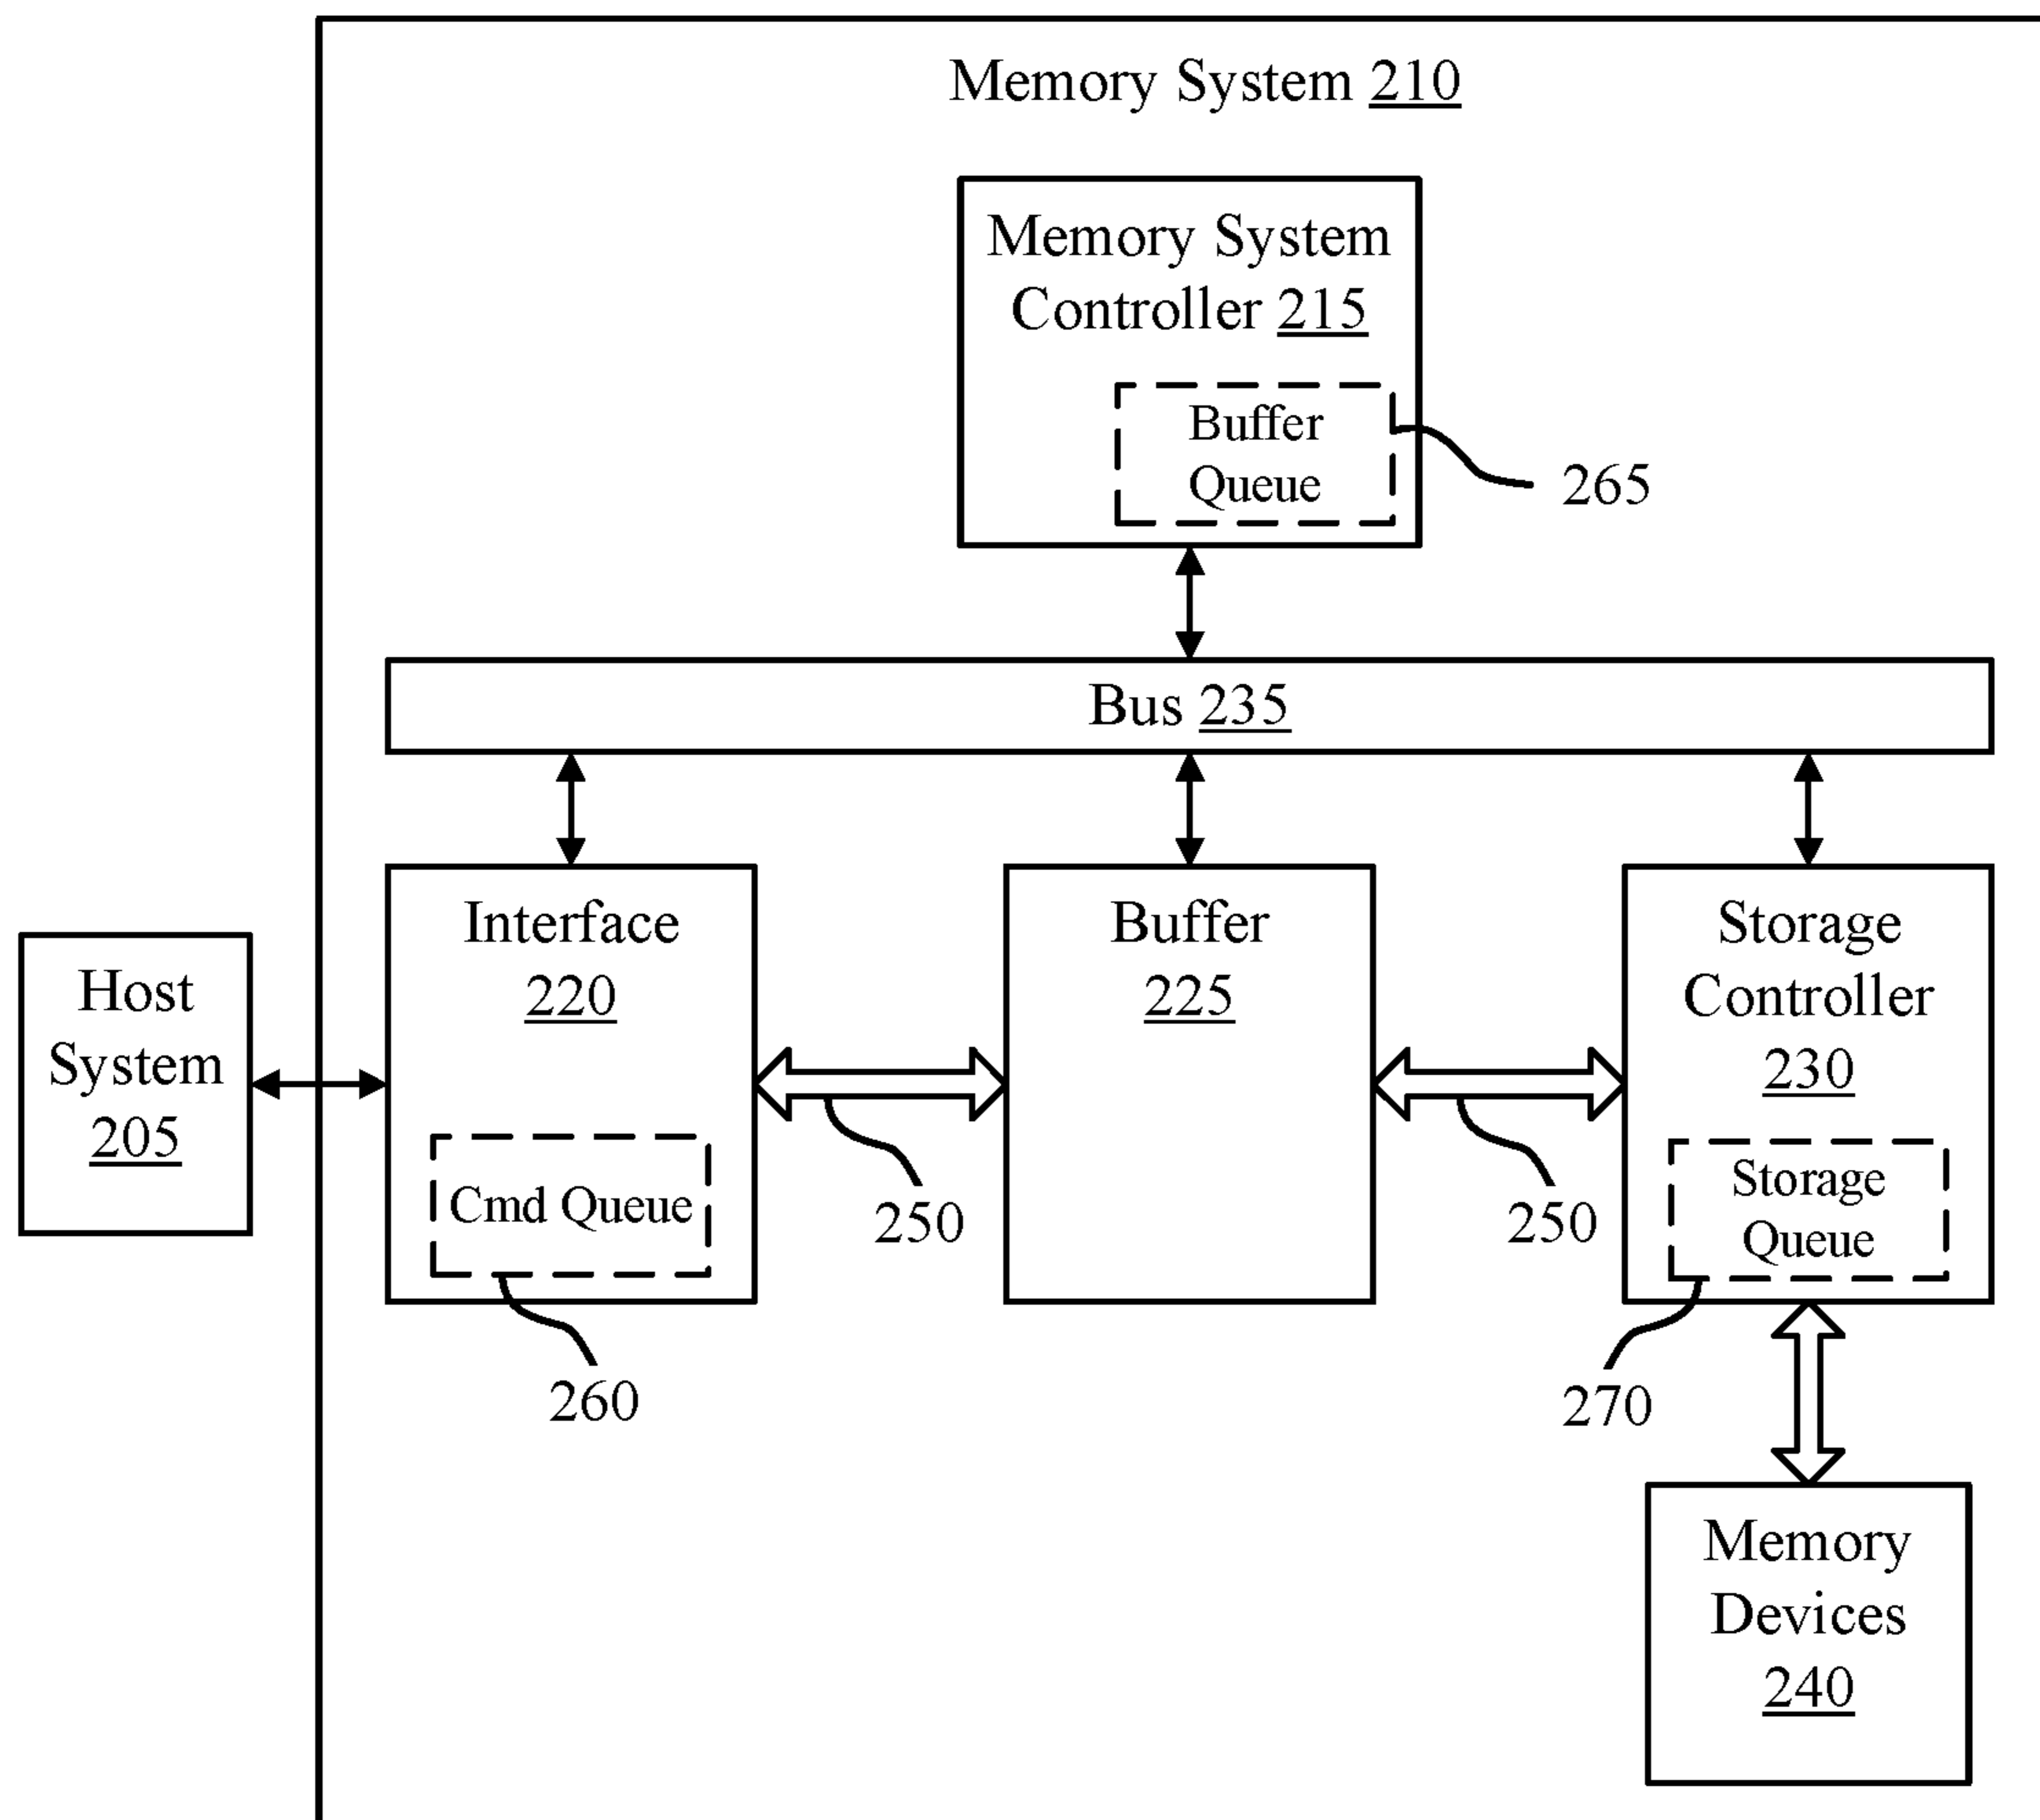 Memory System 210
Memory System
Controller 215
Buffer
Queue
265
Bus 235
Host
System
205
Interface
220
Cmd Queue
260
250
Buffer
225
250
Storage
Controller
230
Storage
Queue
270
Memory
Devices
240